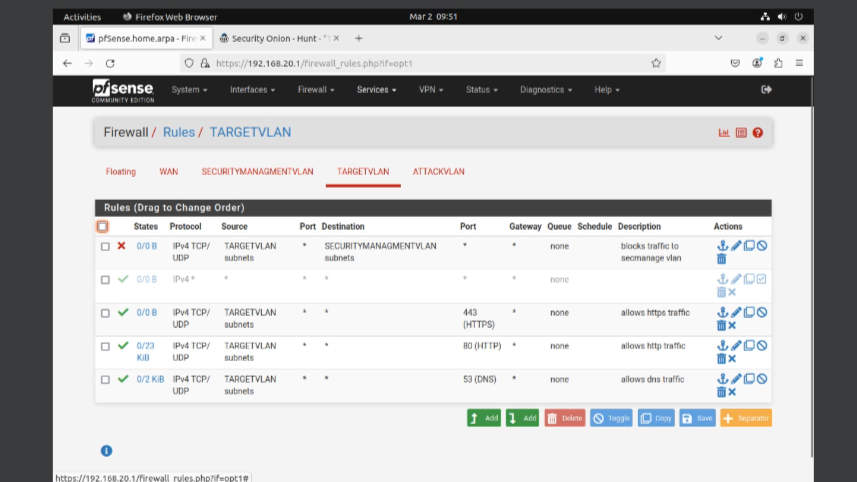 Activities Firefox Web Browser Mar 2 09:51
pfSense.home.arpa - Fire × Security Onion - Hunt - "
https://192.168.20.1/firewall_rules.php?if=opt1
pfsense System Interfaces Firewall Services VPN Status Diagnostics Help
COMMUNITY EDITION
Firewall / Rules / TARGETVLAN
Floating WAN SECURITYMANAGMENTVLAN TARGETVLAN ATTACKVLAN
Rules (Drag to Change Order)
States Protocol Source Port Destination Port Gateway Queue Schedule Description Actions
0/0 B IPv4 TCP/ TARGETVLAN * SECURITYMANAGMENTVLAN * * none blocks traffic to
UDP subnets subnets secmanage vlan
0/0 B IPv4 * * * * * * none
0/0 B IPv4 TCP/ TARGETVLAN * * 443 * none allows https traffic
UDP subnets (HTTPS)
0/23 IPv4 TCP/ TARGETVLAN * * 80 (HTTP) * none allows http traffic
KiB UDP subnets
0/2 KiB IPv4 TCP/ TARGETVLAN * * 53 (DNS) * none allows dns traffic
UDP subnets
Add Add Delete Toggle Copy Save Separator
https://192.168.20.1/firewall_rules.php?if=opt1#